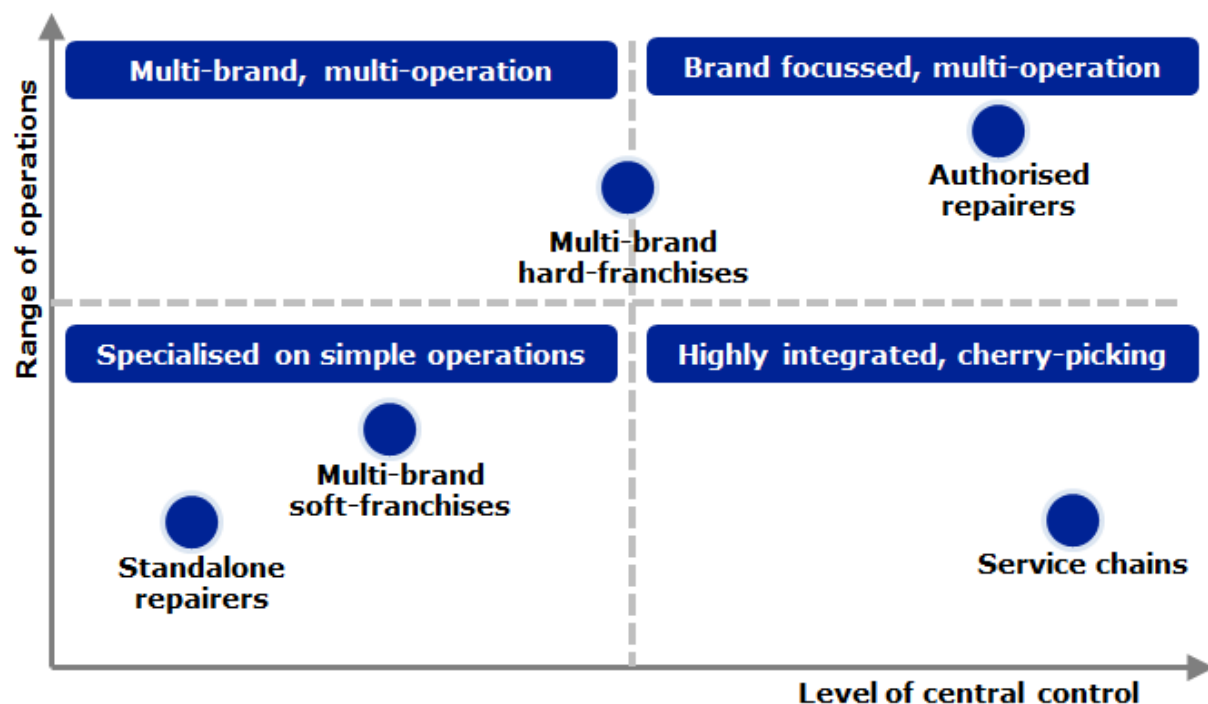 Multi-brand, multi-operation
Brand focussed, multi-operation
Range of operations
Authorised
repairers
Multi-brand
hard-franchises
Specialised on simple operations
Highly integrated, cherry-picking
Multi-brand
soft-franchises
Standalone
repairers
Service chains
Level of central control